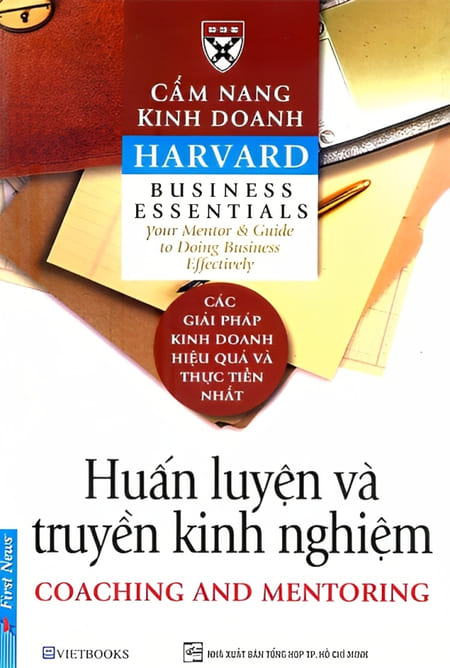 CẨM NANG
KINH DOANH
HARVARD
BUSINESS
ESSENTIALS
Your Mentor & Guide
to Doing Business
Effectively
CÁC
GIẢI PHÁP
KINH DOANH
HIỆU QUẢ VÀ
THỰC TIỄN
NHẤT
Huấn luyện và
truyền kinh nghiệm
COACHING AND MENTORING
First News
VIETBOOKS
NHÀ XUẤT BẢN TỔNG HỢP TP. HỒ CHÍ MINH